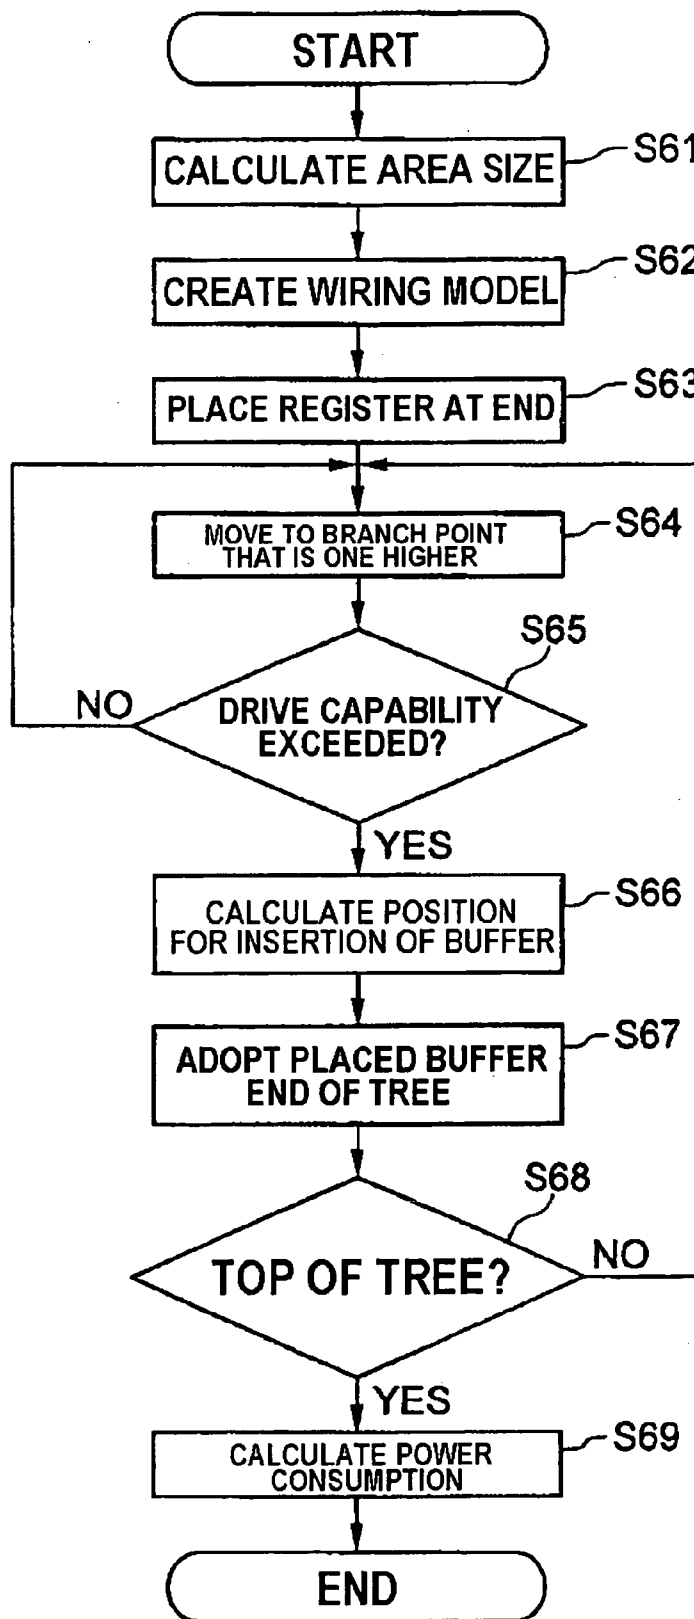 START
CALCULATE AREA SIZE
S61
CREATE WIRING MODEL
S62
PLACE REGISTER AT END
S63
MOVE TO BRANCH POINT
THAT IS ONE HIGHER
S64
S65
DRIVE CAPABILITY
EXCEEDED?
NO
YES
CALCULATE POSITION
FOR INSERTION OF BUFFER
S66
ADOPT PLACED BUFFER
END OF TREE
S67
S68
TOP OF TREE?
NO
YES
CALCULATE POWER
CONSUMPTION
S69
END